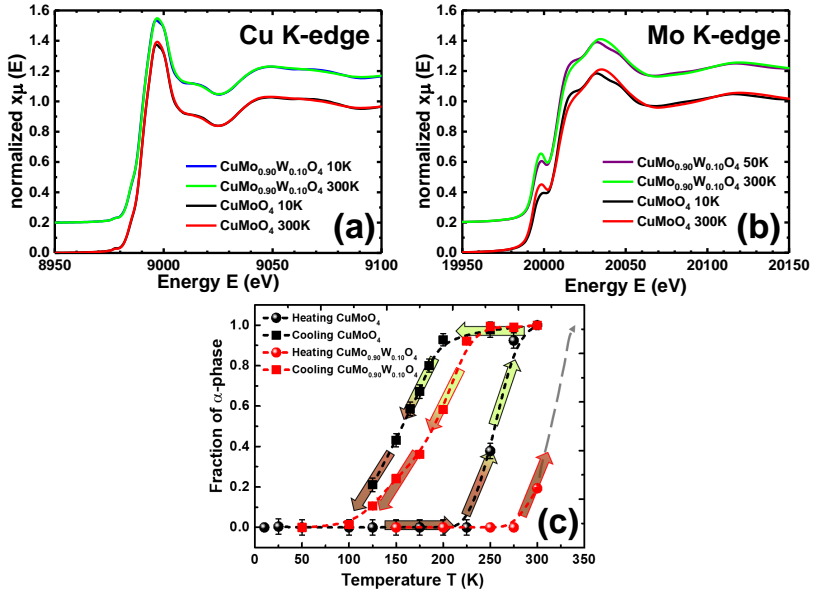 Cu K-edge
normalized xμ (E)
1.6
1.4
1.2
1.0
0.8
0.6
0.4
0.2
0.0
CuMo0.90W0.10O4 10K
CuMo0.90W0.10O4 300K
CuMoO4 10K
CuMoO4 300K
(a)
8950 9000 9050 9100
Energy E (eV)
Mo K-edge
normalized xμ (E)
1.6
1.4
1.2
1.0
0.8
0.6
0.4
0.2
0.0
CuMo0.90W0.10O4 50K
CuMo0.90W0.10O4 300K
CuMoO4 10K
CuMoO4 300K
(b)
19950 20000 20050 20100 20150
Energy E (eV)
Fraction of α-phase
1.0
0.8
0.6
0.4
0.2
0.0
Heating CuMoO4
Cooling CuMoO4
Heating CuMo0.90W0.10O4
Cooling CuMo0.90W0.10O4
(c)
0 50 100 150 200 250 300 350
Temperature T (K)